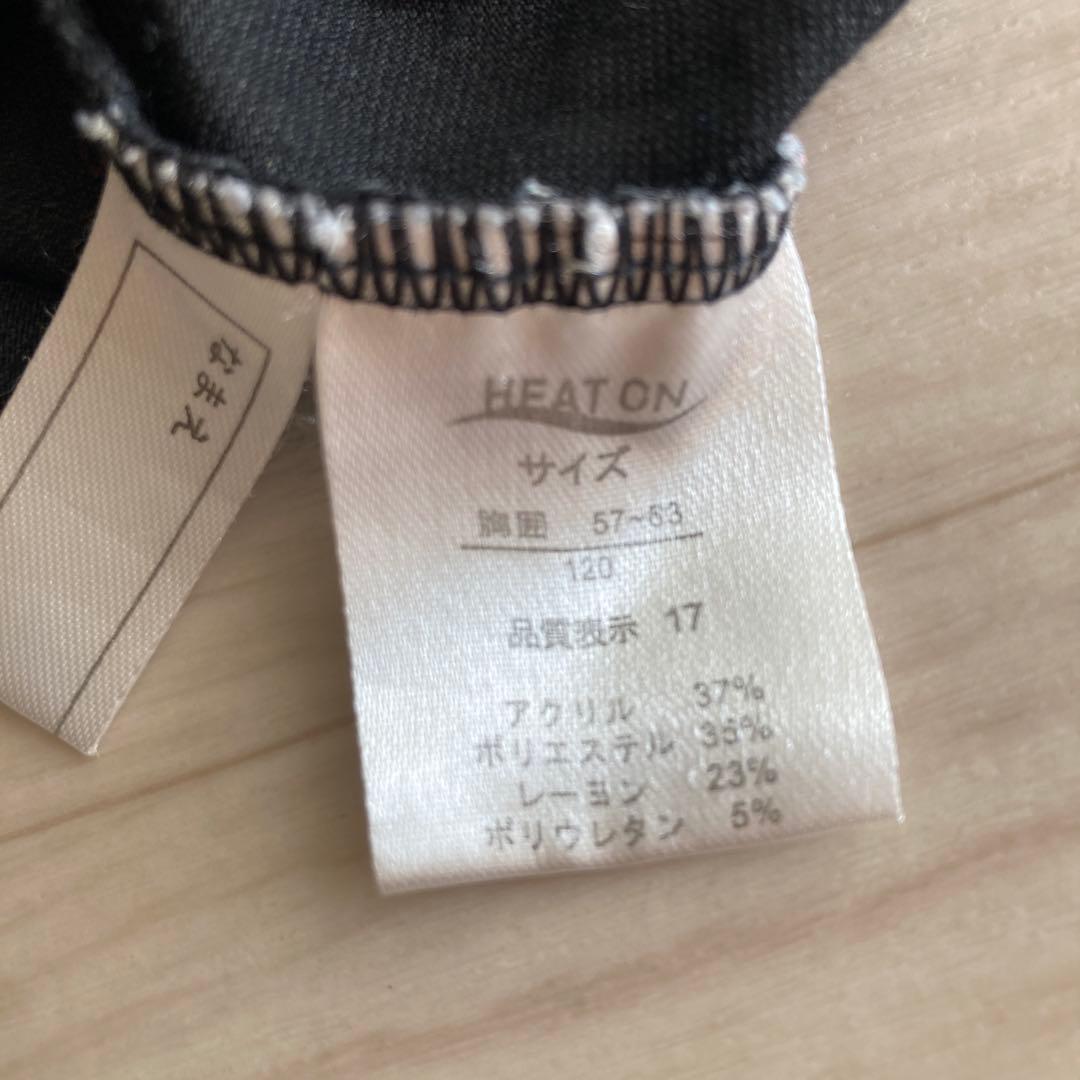 なまえ
HEAT ON
サイズ
胸囲 57~63
120
品質表示 17
アクリル 37%
ポリエステル 35%
レーヨン 23%
ポリウレタン 5%